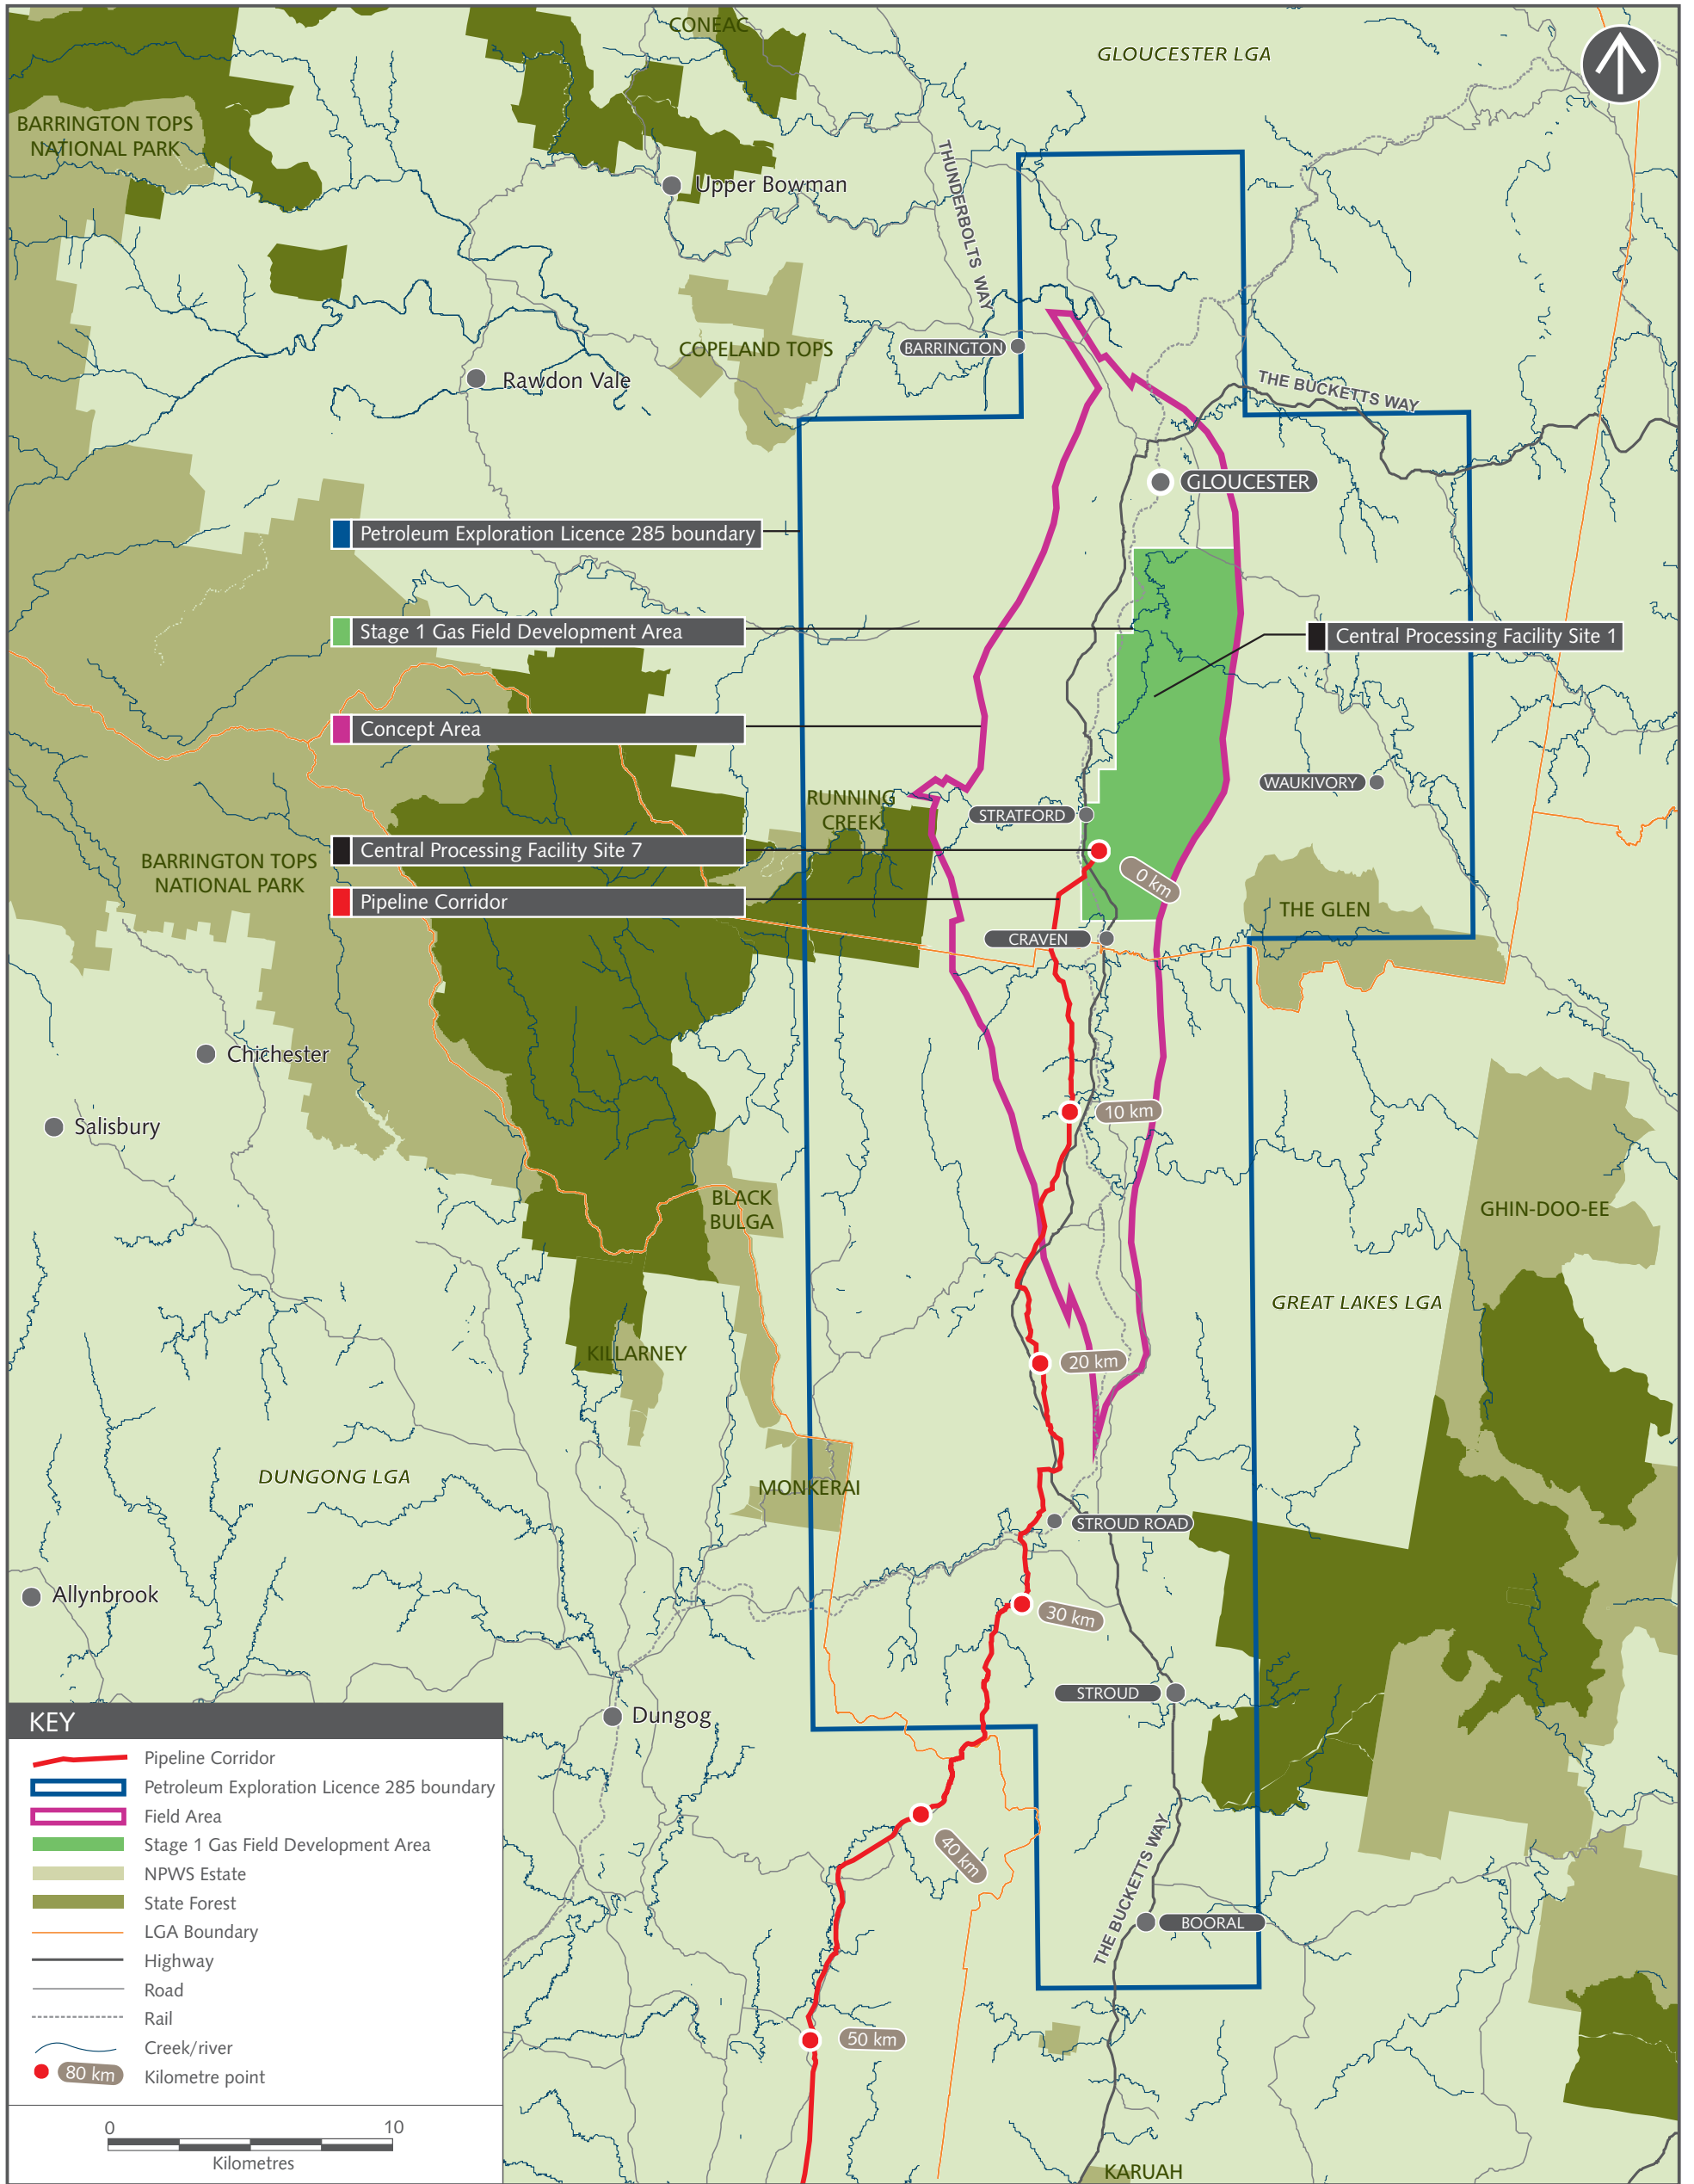 CONEAC
GLOUCESTER LGA
BARRINGTON TOPS
NATIONAL PARK
THUNDERBOLTS WAY
Upper Bowman
COPELAND TOPS
BARRINGTON
Rawdon Vale
THE BUCKETTS WAY
GLOUCESTER
Petroleum Exploration Licence 285 boundary
Stage 1 Gas Field Development Area
Central Processing Facility Site 1
Concept Area
WAUKIVORY
RUNNING
CREEK
STRATFORD
Central Processing Facility Site 7
BARRINGTON TOPS
NATIONAL PARK
0 km
Pipeline Corridor
THE GLEN
CRAVEN
Chichester
10 km
Salisbury
BLACK
BULGA
GHIN-DOO-EE
GREAT LAKES LGA
KILLARNEY
20 km
DUNGONG LGA
MONKERAI
STROUD ROAD
Allynbrook
30 km
STROUD
Dungog
40 km
THE BUCKETTS WAY
BOORAL
50 km
KARUAH
KEY
Pipeline Corridor
Petroleum Exploration Licence 285 boundary
Field Area
Stage 1 Gas Field Development Area
NPWS Estate
State Forest
LGA Boundary
Highway
Road
Rail
Creek/river
80 km
Kilometre point
0
10
Kilometres